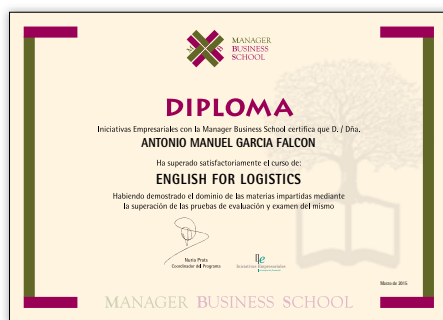 MANAGER
BUSINESS
SCHOOL
M B
DIPLOMA
Iniciativas Empresariales con la Manager Business School certifica que D. / Dña.
ANTONIO MANUEL GARCIA FALCON
Ha superado satisfactoriamente el curso de:
ENGLISH FOR LOGISTICS
Habiendo demostrado el dominio de las materias impartidas mediante
la superación de las pruebas de evaluación y examen del mismo
Nuria Prats
Coordinador del Programa
Iniciativas Empresariales
Marzo de 2015
MANAGER BUSINESS SCHOOL